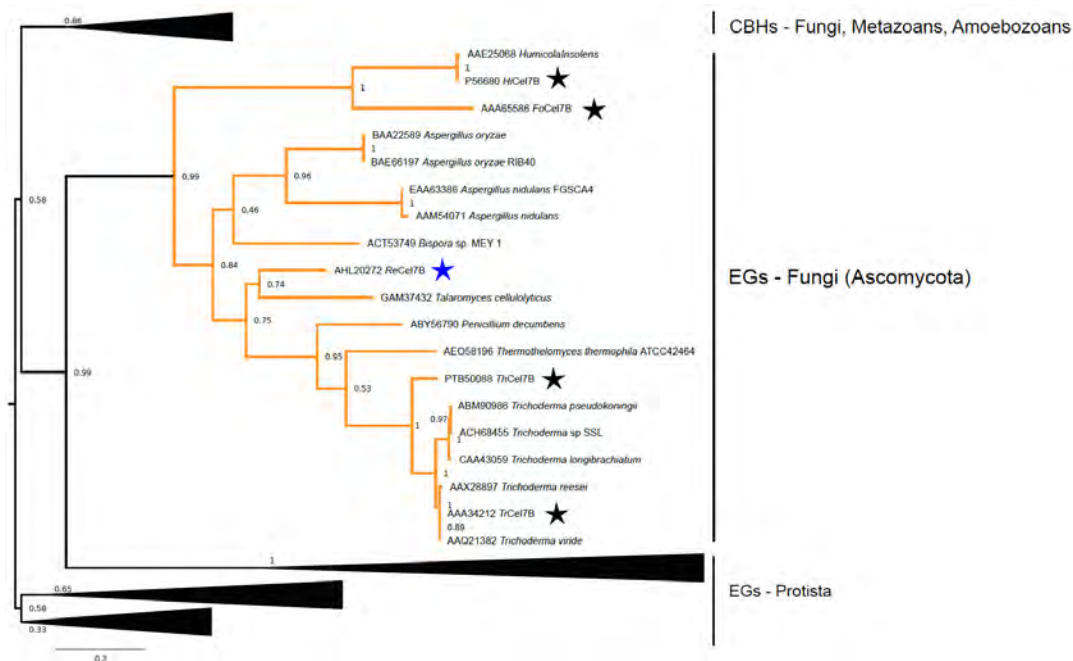 0.86
CBHs - Fungi, Metazoans, Amoebozoans
AAE25068 HumicolaInsolens
1
P56680 HiCel7B
1
AAA65586 FoCel7B
BAA22589 Aspergillus oryzae
1
BAE66197 Aspergillus oryzae RIB40
0.99
0.96
EAA63386 Aspergillus nidulans FGSCA4
1
0.58
0.46
AAM54071 Aspergillus nidulans
ACT53749 Bispora sp. MEY 1
0.84
AHL20272 ReCel7B
EGs - Fungi (Ascomycota)
0.74
GAM37432 Talaromyces cellulolyticus
0.75
ABY56790 Penicillium decumbens
AEO58196 Thermothelomyces thermophila ATCC42464
0.95
0.99
PTB50088 ThCel7B
0.53
ABM90986 Trichoderma pseudokoningii
0.97
1
ACH68455 Trichoderma sp SSL
1
CAA43059 Trichoderma longibrachiatum
1
AAX28897 Trichoderma reesei
1
AAA34212 TrCel7B
0.89
AAQ21382 Trichoderma viride
1
0.65
EGs - Protista
0.58
0.33
0.2